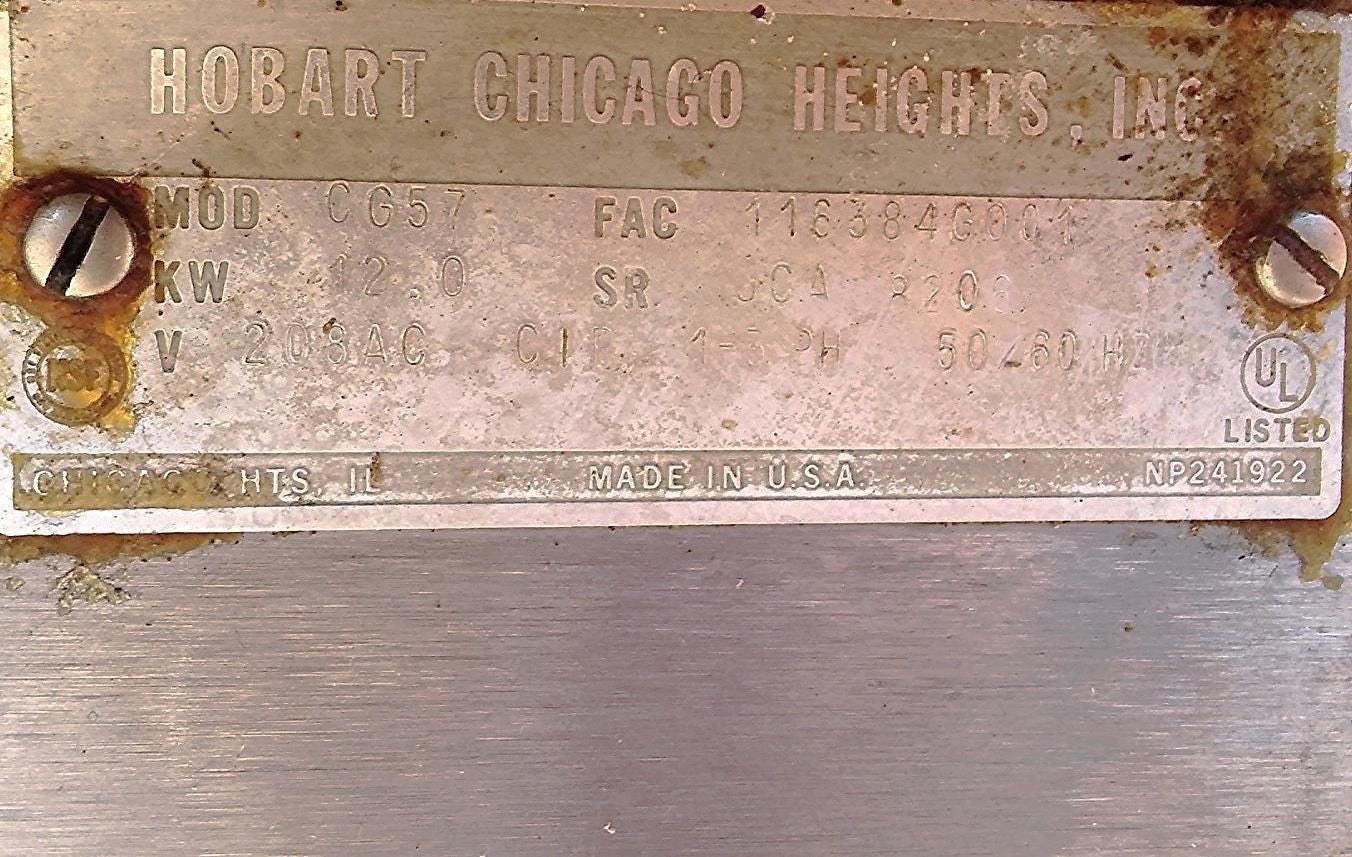 HOBART CHICAGO HEIGHTS, INC
MOD CG57 FAC 116384G001
KW 12.0 SR
V 208AC 1-3 PH 50/60 HZ
NSF
UL
LISTED
CHICAGO HTS, IL MADE IN U.S.A. NP241922